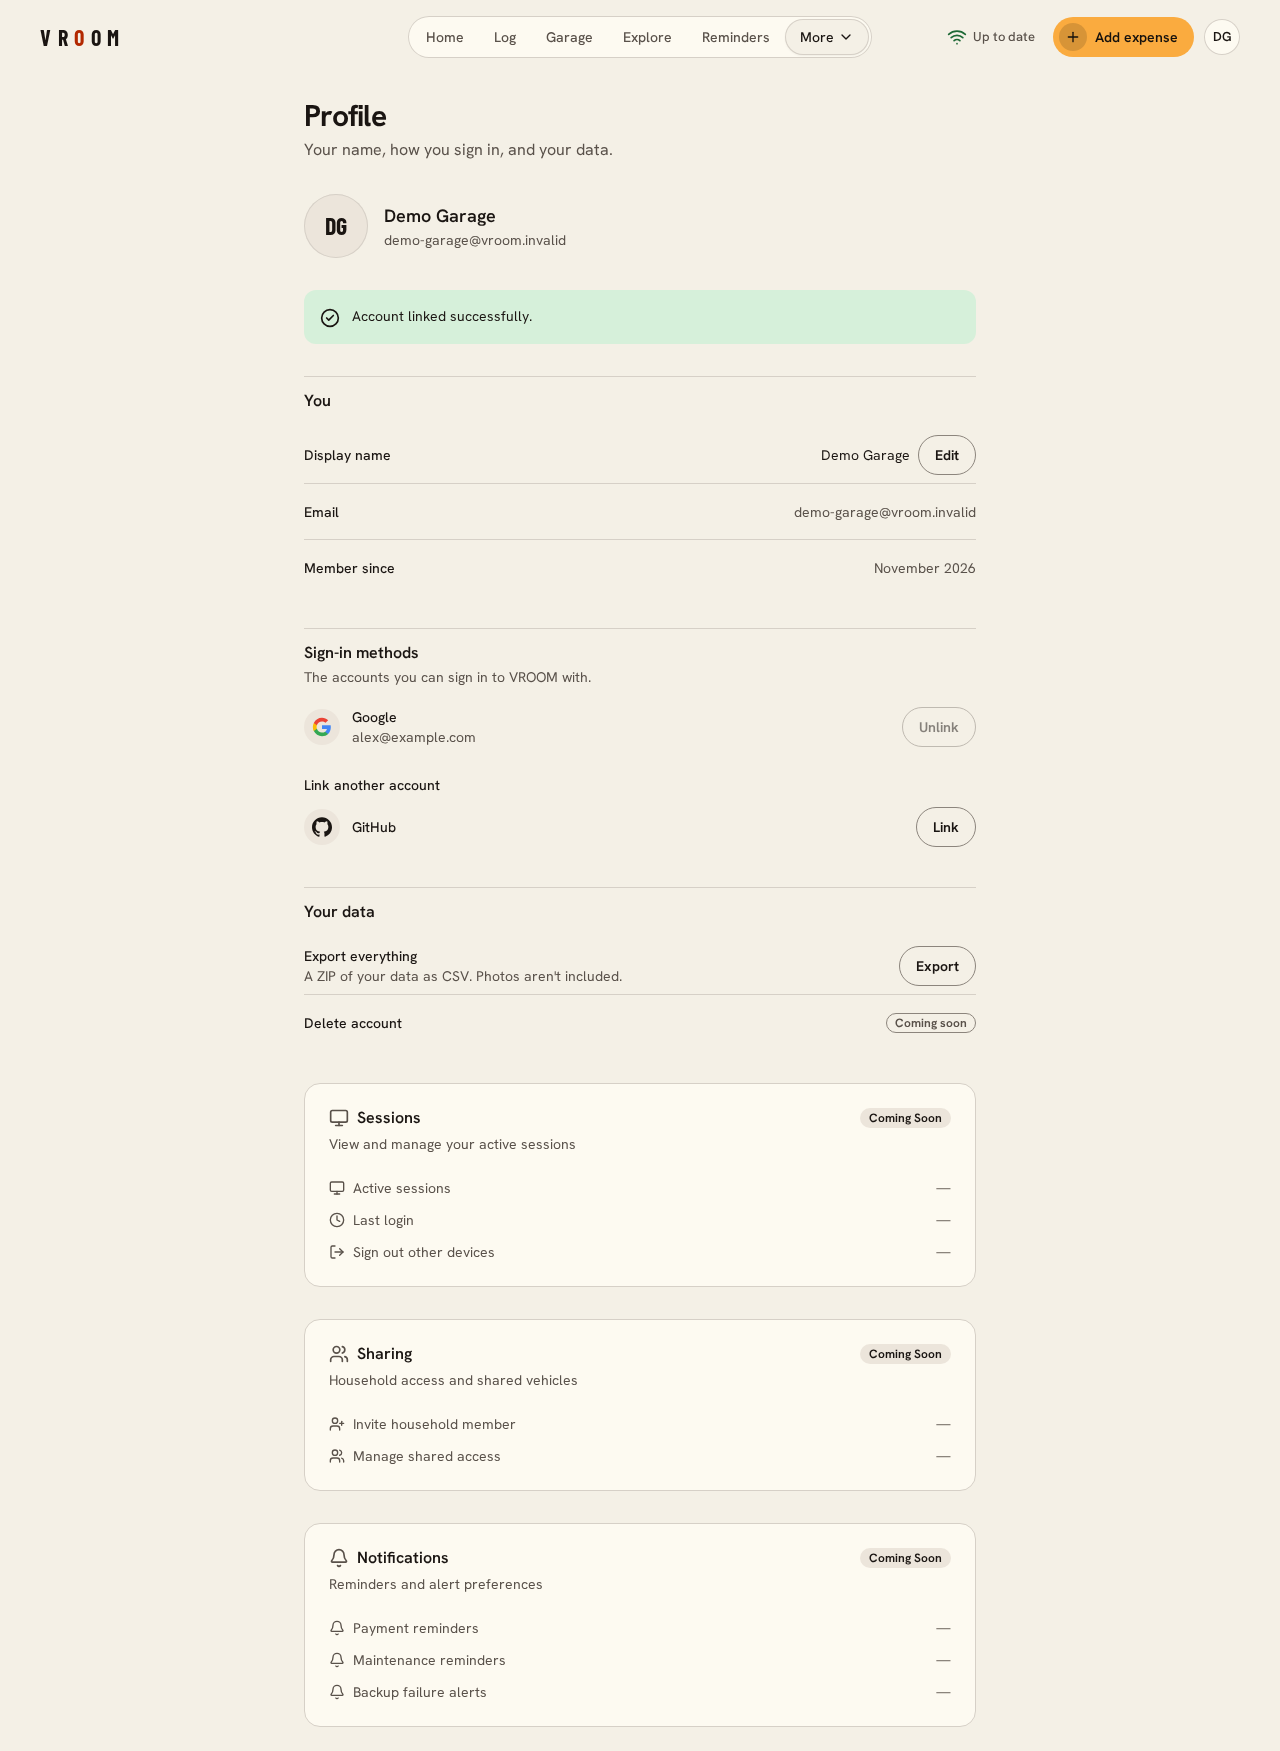 VROOM
Home Log Garage Explore Reminders More
Up to date
Add expense
DG
Profile
Your name, how you sign in, and your data.
DG
Demo Garage
demo-garage@vroom.invalid
Account linked successfully.
You
Display name Demo Garage Edit
Email demo-garage@vroom.invalid
Member since November 2026
Sign-in methods
The accounts you can sign in to VROOM with.
Google
alex@example.com
Unlink
Link another account
GitHub Link
Your data
Export everything
A ZIP of your data as CSV. Photos aren't included.
Export
Delete account Coming soon
Sessions Coming Soon
View and manage your active sessions
Active sessions —
Last login —
Sign out other devices —
Sharing Coming Soon
Household access and shared vehicles
Invite household member —
Manage shared access —
Notifications Coming Soon
Reminders and alert preferences
Payment reminders —
Maintenance reminders —
Backup failure alerts —